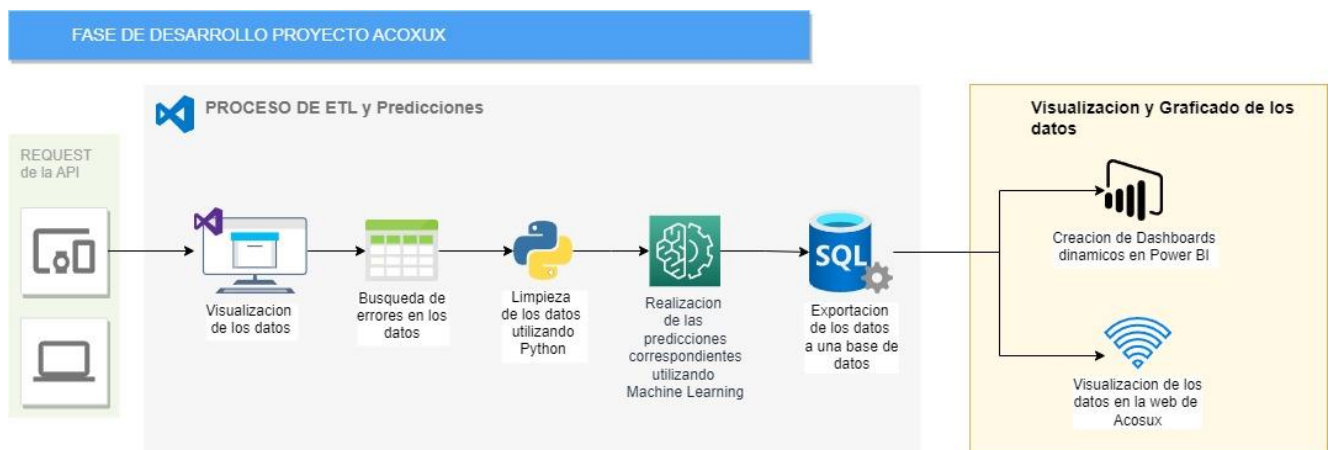 FASE DE DESARROLLO PROYECTO ACOXUX
PROCESO DE ETL y Predicciones
Visualizacion y Graficado de los
datos
REQUEST
de la API
Visualizacion
de los datos
Busqueda de
errores en los
datos
Limpieza
de los datos
utilizando
Python
Realizacion
de las
predicciones
correspondientes
utilizando
Machine Learning
SQL
Exportacion
de los datos
a una base de
datos
Creacion de Dashboards
dinamicos en Power BI
Visualizacion de los
datos en la web de
Acosux